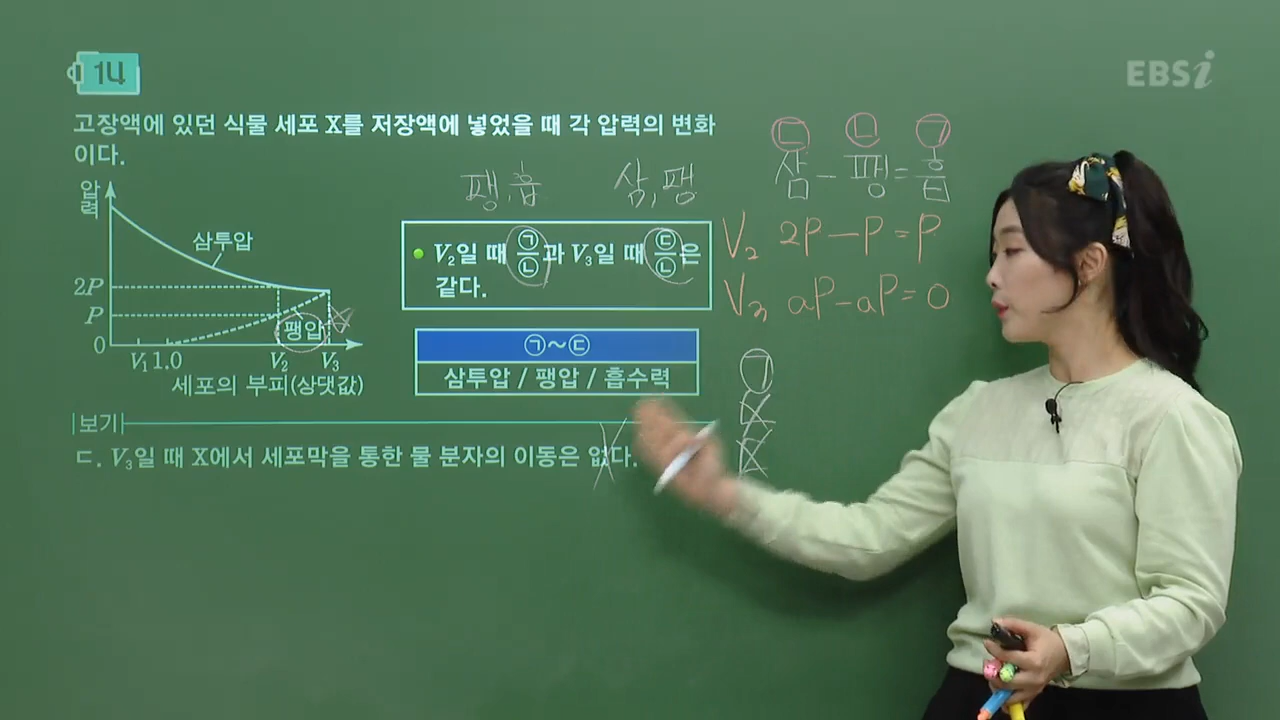 14
EBSi
고장액에 있던 식물 세포 X를 저장액에 넣었을 때 각 압력의 변화
이다.
압력
삼투압
2P
P
0
팽압
V₁ 1.0 V₂ V₃
세포의 부피(상댓값)
팽, 흡 삼, 팽
V₂일 때 ㉠/㉡과 V₃일 때 ㉢/㉡은
같다.
㉠~㉢
삼투압 / 팽압 / 흡수력
보기
ㄷ. V₃일 때 X에서 세포막을 통한 물 분자의 이동은 없다.
㉢ ㉡ ㉠
삼 - 팽 = 흡
V₂ 2P - P = P
V₃ aP - aP = 0
㉠